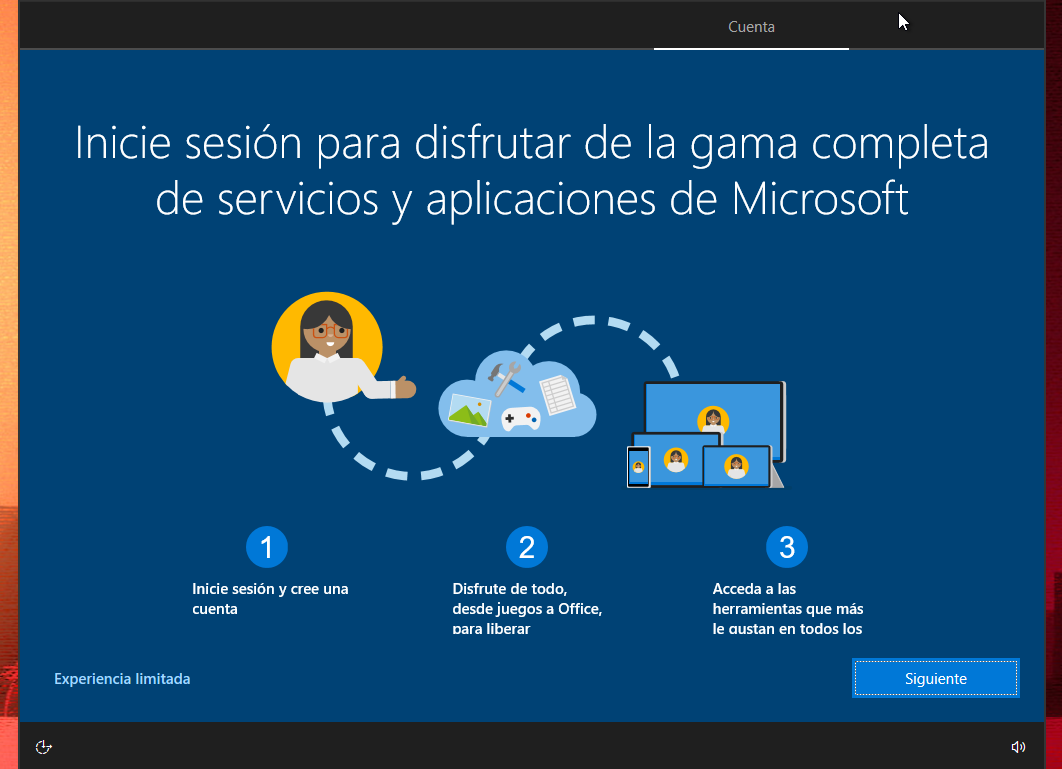 Cuenta
Inicie sesión para disfrutar de la gama completa
de servicios y aplicaciones de Microsoft
1
2
3
Inicie sesión y cree una
cuenta
Disfrute de todo,
desde juegos a Office,
para liberar
Acceda a las
herramientas que más
le gustan en todos los
Experiencia limitada
Siguiente